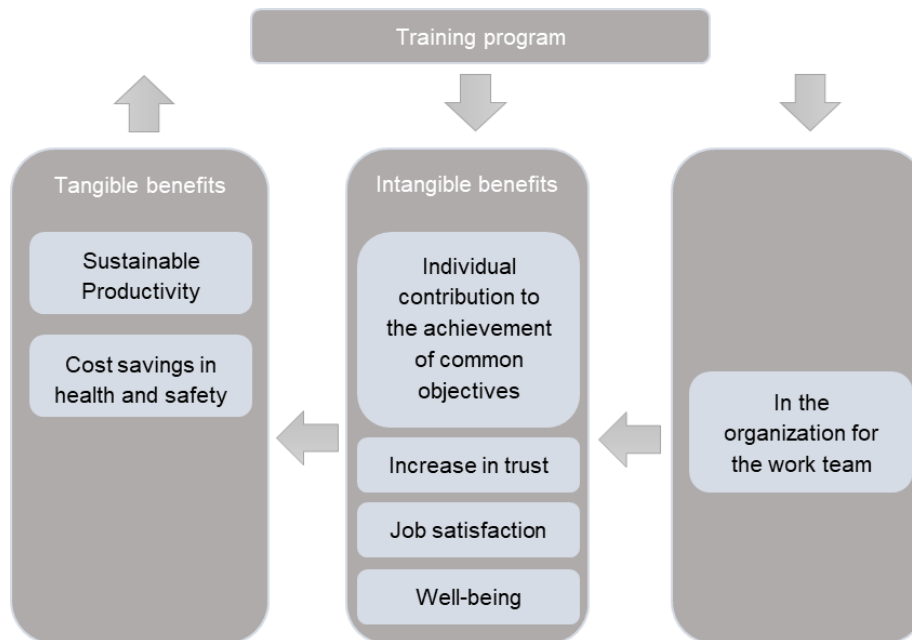 Training program
Tangible benefits
Sustainable
Productivity
Cost savings in
health and safety
Intangible benefits
Individual
contribution to
the achievement
of common
objectives
Increase in trust
Job satisfaction
Well-being
In the
organization for
the work team